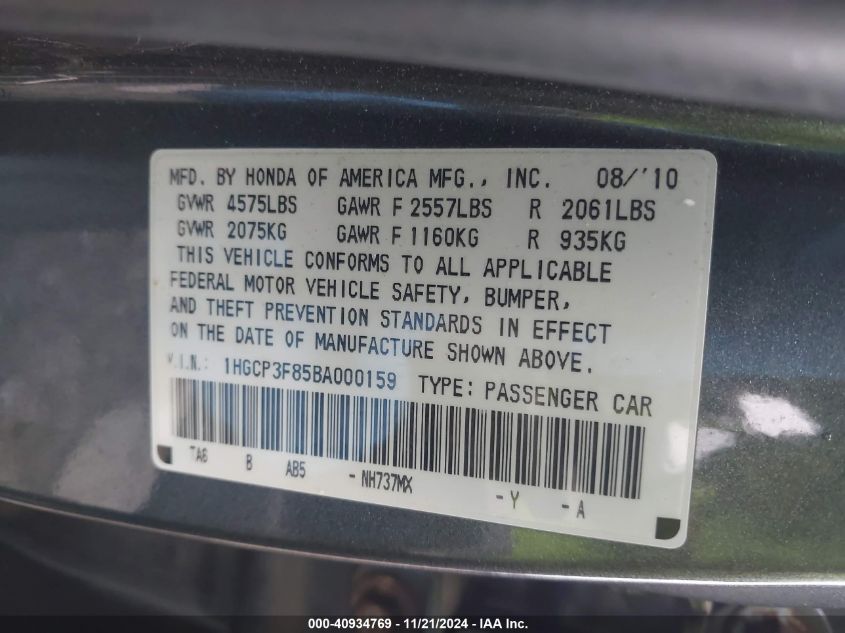 MFD. BY HONDA OF AMERICA MFG., INC. 08/'10
GVWR 4575LBS GAWR F 2557LBS R 2061LBS
GVWR 2075KG GAWR F 1160KG R 935KG
THIS VEHICLE CONFORMS TO ALL APPLICABLE
FEDERAL MOTOR VEHICLE SAFETY, BUMPER,
AND THEFT PREVENTION STANDARDS IN EFFECT
ON THE DATE OF MANUFACTURE SHOWN ABOVE.
V.I.N.: 1HGCP3F85BA000159 TYPE: PASSENGER CAR
TA6 B AB5 - NH737MX - Y - A
000-40934769 - 11/21/2024 - IAA Inc.